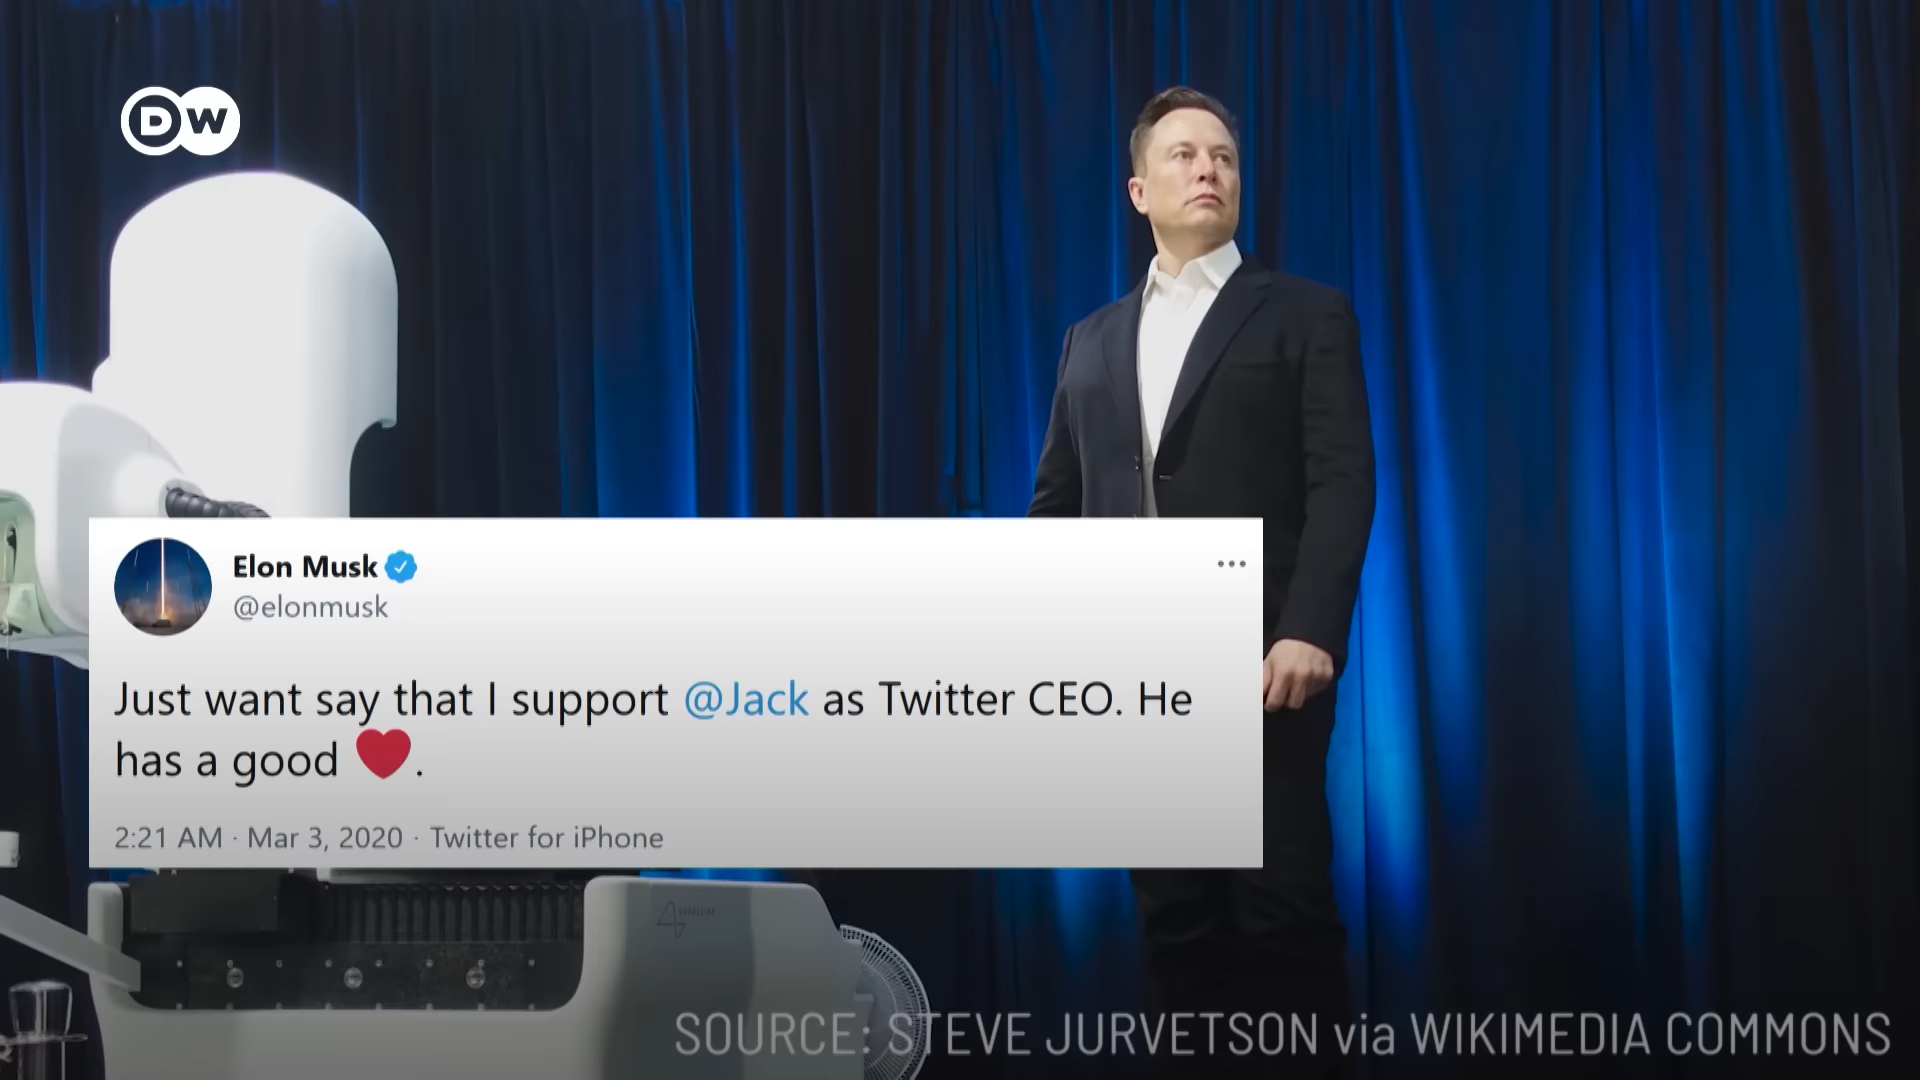 DW
Elon Musk
@elonmusk
Just want say that I support @Jack as Twitter CEO. He
has a good ❤.
2:21 AM · Mar 3, 2020 · Twitter for iPhone
SOURCE: STEVE JURVETSON via WIKIMEDIA COMMONS